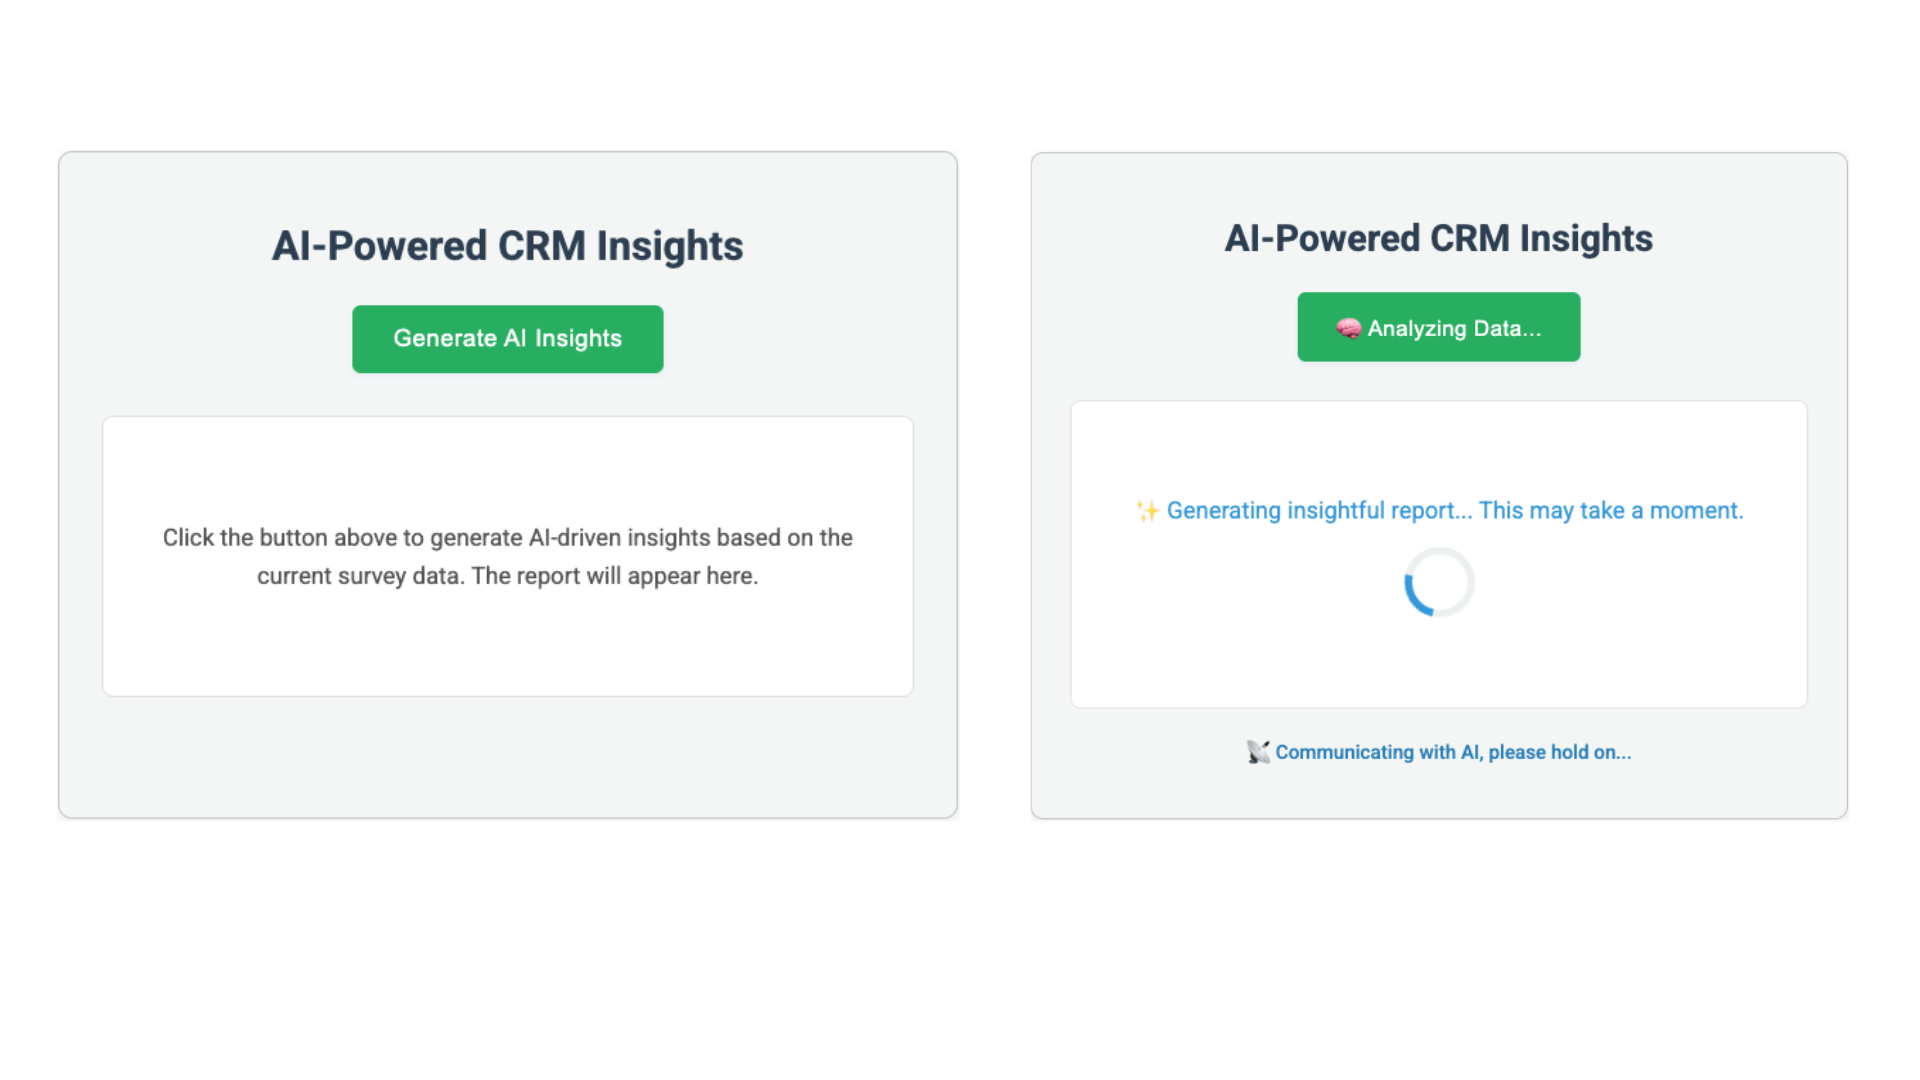 AI-Powered CRM Insights
Generate AI Insights
Click the button above to generate AI-driven insights based on the
current survey data. The report will appear here.
AI-Powered CRM Insights
🧠 Analyzing Data...
✨ Generating insightful report... This may take a moment.
📡 Communicating with AI, please hold on...